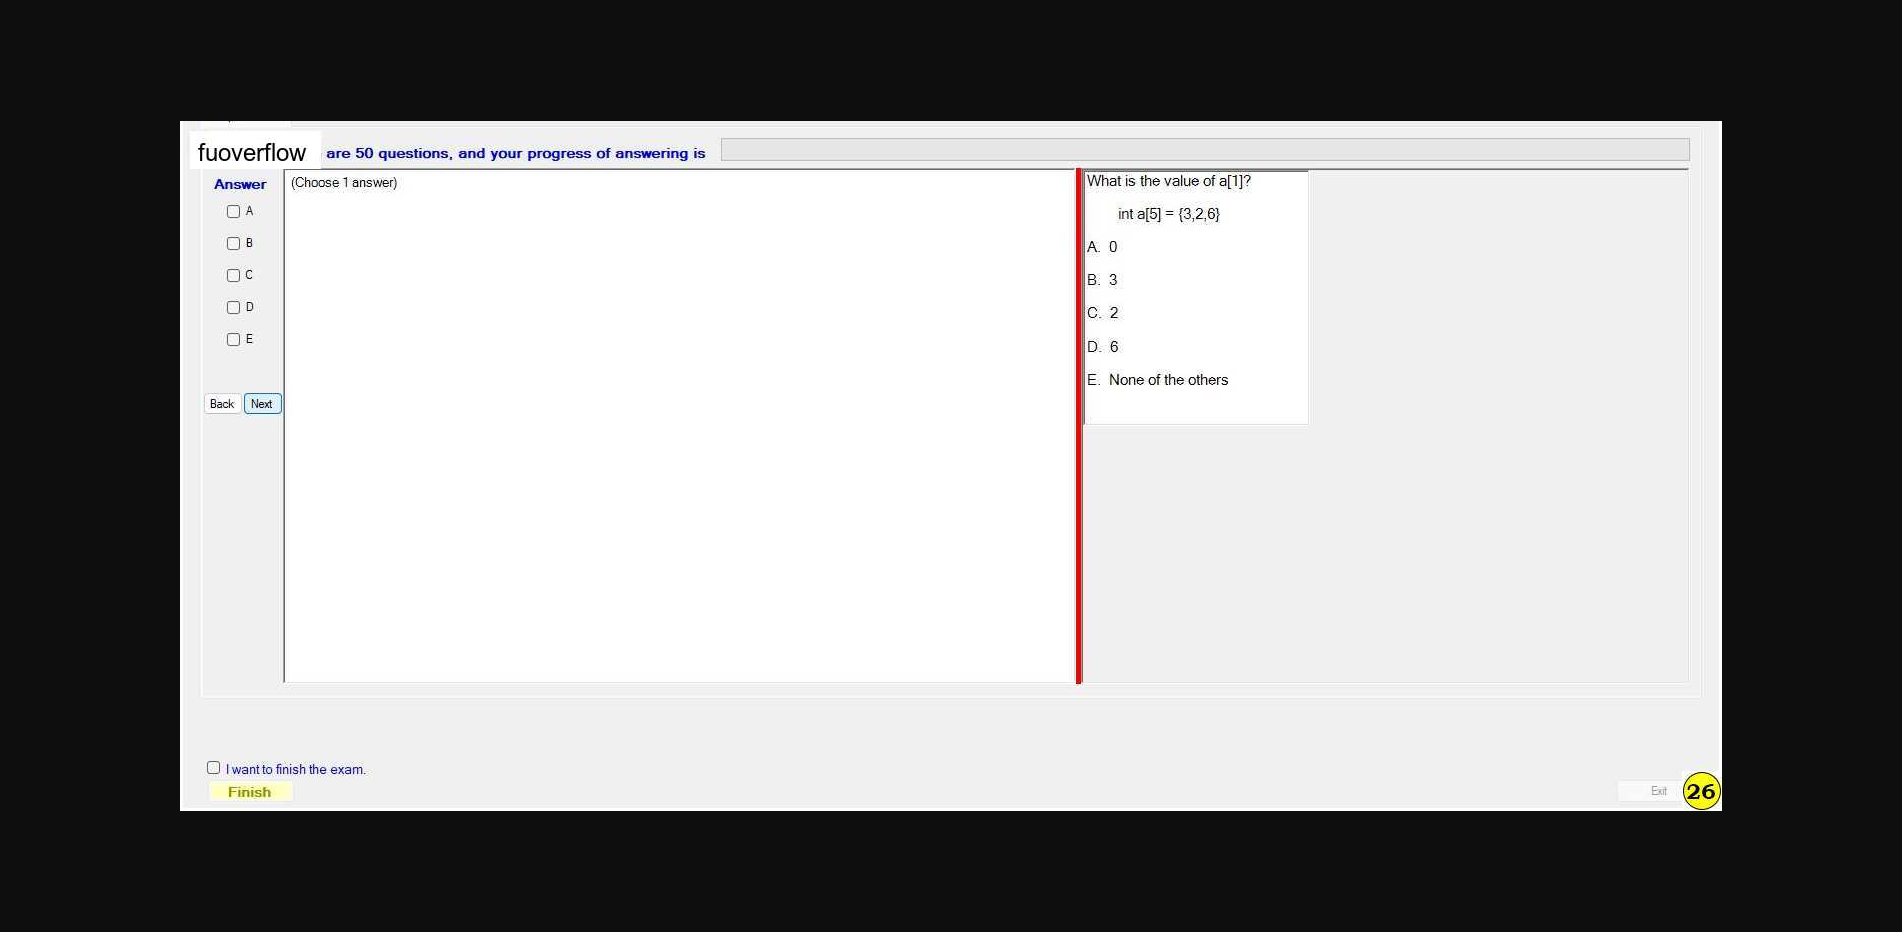 fuoverflow are 50 questions, and your progress of answering is
Answer
A
B
C
D
E
Back Next
(Choose 1 answer)
What is the value of a[1]?
int a[5] = {3,2,6}
A. 0
B. 3
C. 2
D. 6
E. None of the others
I want to finish the exam.
Finish
Exit
26